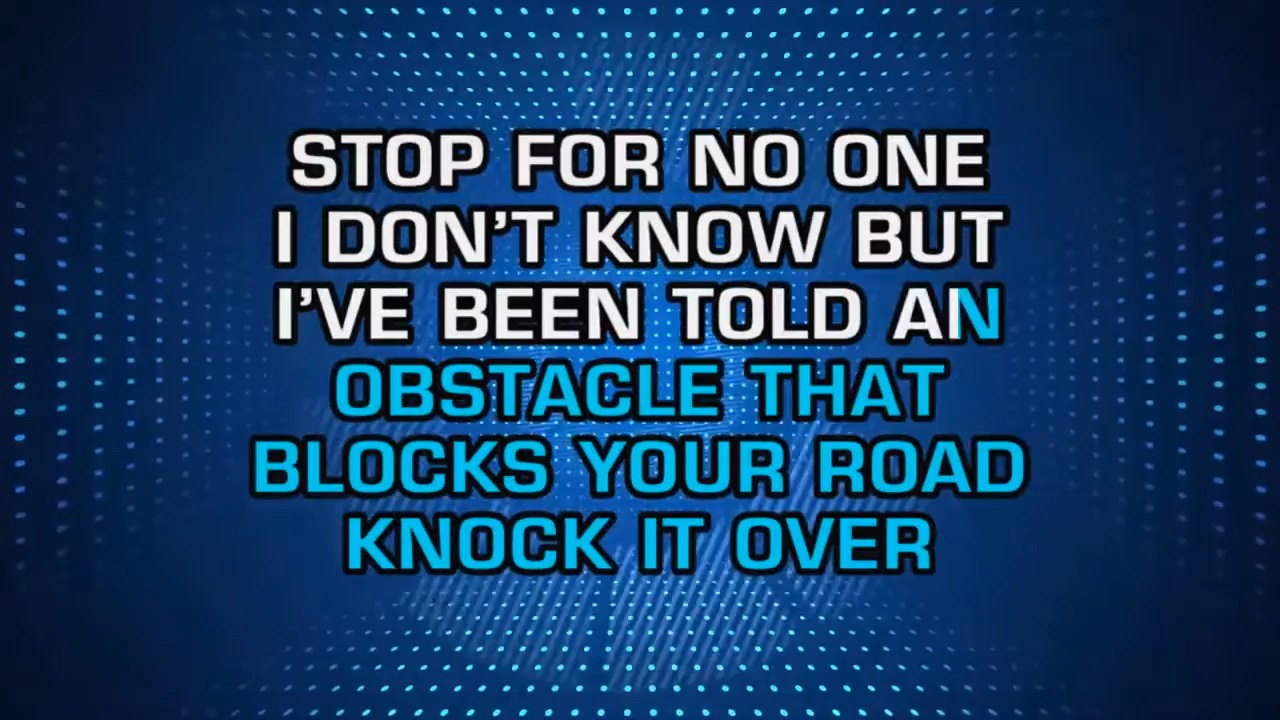 STOP FOR NO ONE
I DON'T KNOW BUT
I'VE BEEN TOLD AN
OBSTACLE THAT
BLOCKS YOUR ROAD
KNOCK IT OVER